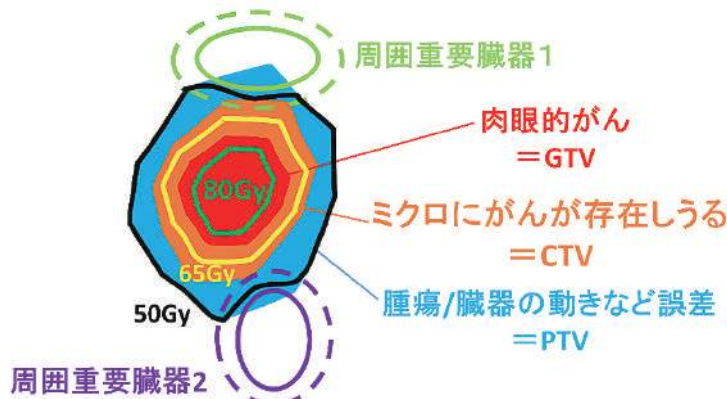 周囲重要臓器1
肉眼的がん
＝GTV
80Gy
ミクロにがんが存在しうる
＝CTV
65Gy
腫瘍/臓器の動きなど誤差
＝PTV
50Gy
周囲重要臓器2